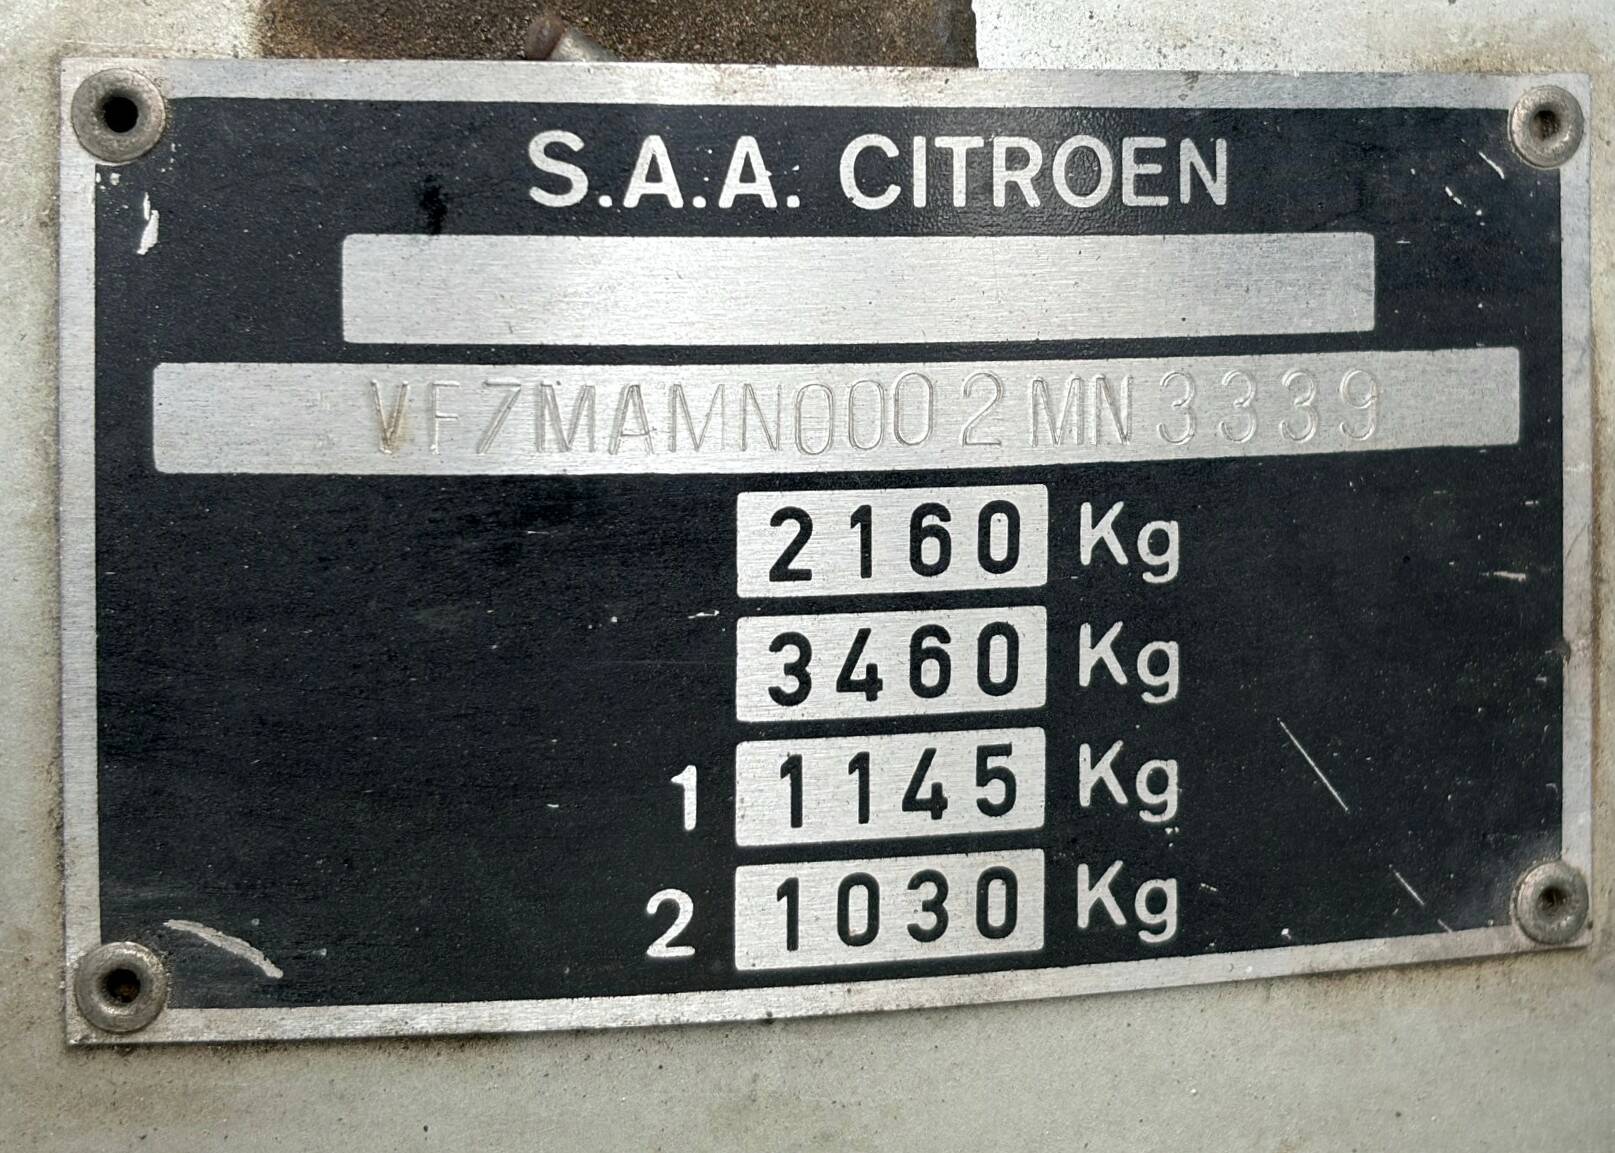 S.A.A. CITROEN
VF7MAMN0002MN3339
2160 Kg
3460 Kg
1 1145 Kg
2 1030 Kg